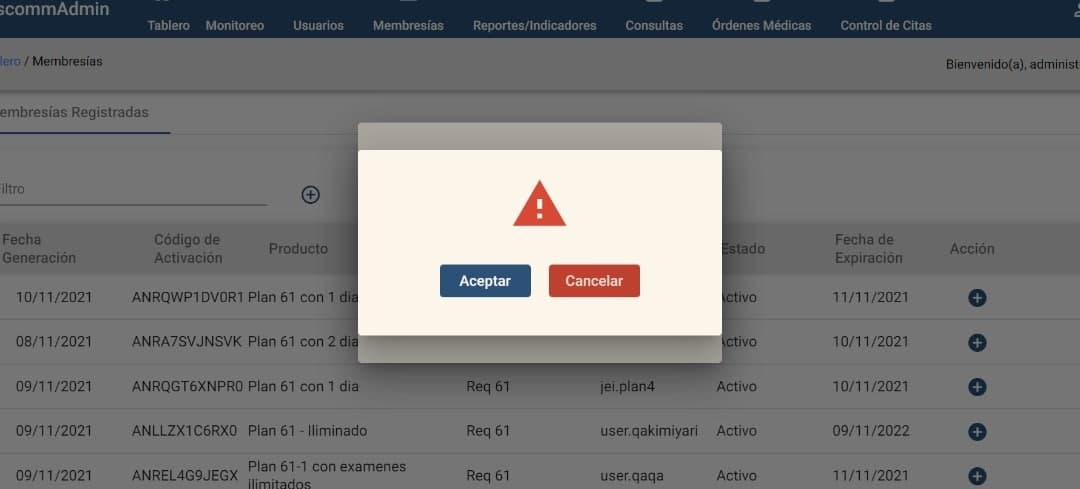 scommAdmin
Tablero Monitoreo Usuarios Membresías Reportes/Indicadores Consultas Órdenes Médicas Control de Citas
lero / Membresías
Bienvenido(a), administ
embresías Registradas
iltro
Fecha Generación
Código de Activación
Producto
Estado
Fecha de Expiración
Acción
Aceptar Cancelar
10/11/2021 ANRQWP1DV0R1 Plan 61 con 1 dia ctivo 11/11/2021
08/11/2021 ANRA7SVJNSVK Plan 61 con 2 dia ctivo 10/11/2021
09/11/2021 ANRQGT6XNPR0 Plan 61 con 1 dia Req 61 jei.plan4 Activo 10/11/2021
09/11/2021 ANLLZX1C6RX0 Plan 61 - Iliminado Req 61 user.qakimiyari Activo 09/11/2022
09/11/2021 ANREL4G9JEGX Plan 61-1 con examenes ilimitados Req 61 user.qaqa Activo 11/11/2021